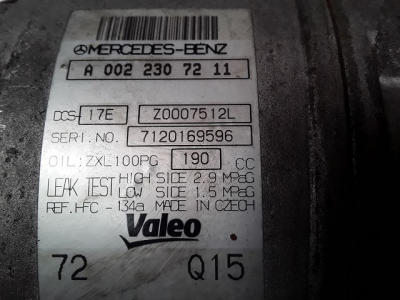 MERCEDES-BENZ
A 002 230 72 11
DCS-17E Z0007512L
SERI.NO. 7120169596
OIL:ZXL100PG 190 CC
LEAK TEST HIGH SIDE 2.9 MPaG
LOW SIDE 1.5 MPaG
REF.HFC - 134a MADE IN CZECH
Valeo
72 Q15